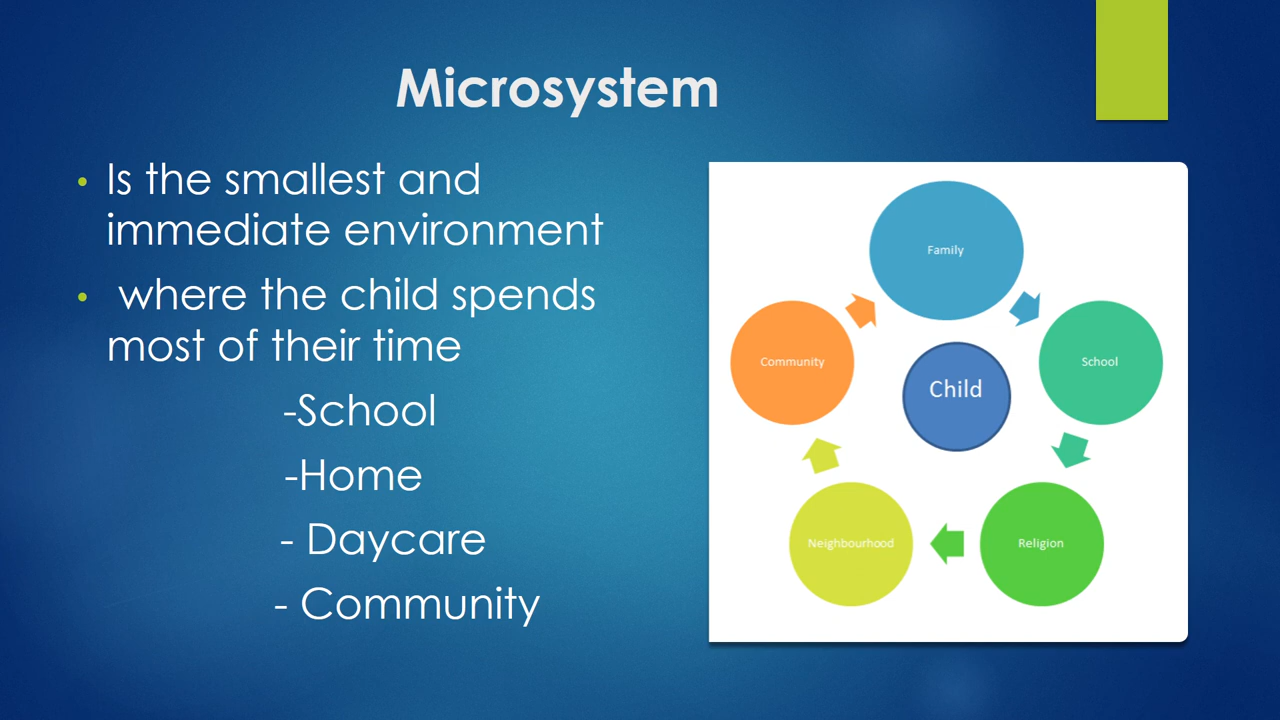 Microsystem
• Is the smallest and
immediate environment
• where the child spends
most of their time
-School
-Home
- Daycare
- Community
Family
Community
School
Child
Neighbourhood
Religion